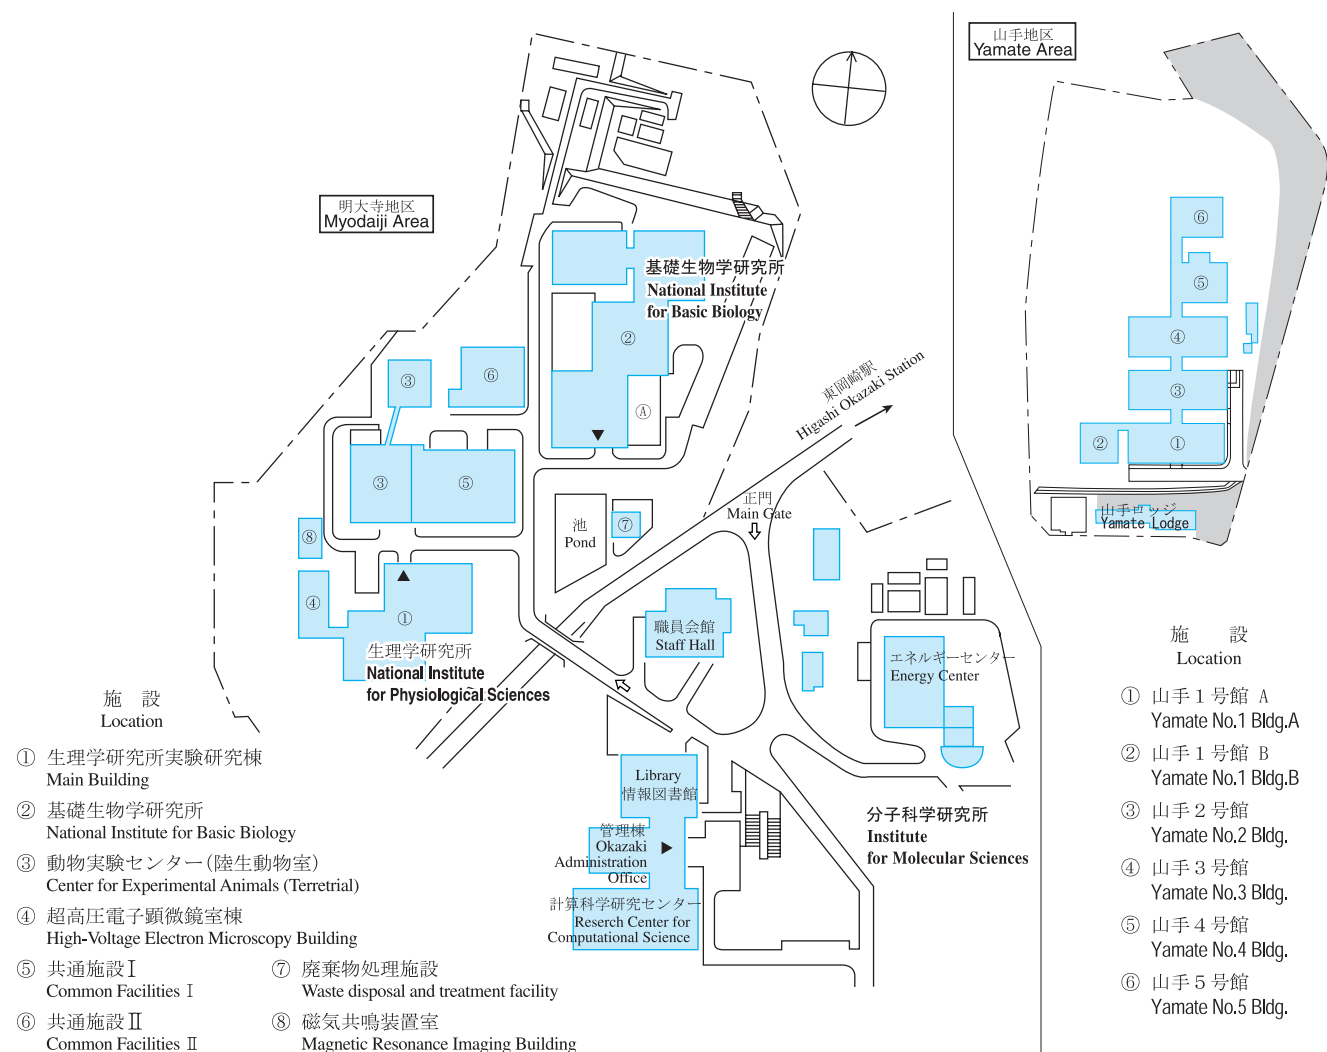 明大寺地区
Myodaiji Area
山手地区
Yamate Area
基礎生物学研究所
National Institute
for Basic Biology
②
⑥
③
Ⓐ
③
⑤
⑧
④
①
生理学研究所
National Institute
for Physiological Sciences
池
Pond
⑦
東岡崎駅
Higashi Okazaki Station
正門
Main Gate
職員会館
Staff Hall
エネルギーセンター
Energy Center
Library
情報図書館
管理棟
Okazaki
Administration
Office
計算科学研究センター
Reserch Center for
Computational Science
分子科学研究所
Institute
for Molecular Sciences
⑥
⑤
④
③
②
①
山手ロッジ
Yamate Lodge
施 設
Location
① 生理学研究所実験研究棟
Main Building
② 基礎生物学研究所
National Institute for Basic Biology
③ 動物実験センター(陸生動物室)
Center for Experimental Animals (Terretrial)
④ 超高圧電子顕微鏡室棟
High-Voltage Electron Microscopy Building
⑤ 共通施設Ⅰ
Common Facilities Ⅰ
⑥ 共通施設Ⅱ
Common Facilities Ⅱ
⑦ 廃棄物処理施設
Waste disposal and treatment facility
⑧ 磁気共鳴装置室
Magnetic Resonance Imaging Building
施 設
Location
① 山手1号館 A
Yamate No.1 Bldg.A
② 山手1号館 B
Yamate No.1 Bldg.B
③ 山手2号館
Yamate No.2 Bldg.
④ 山手3号館
Yamate No.3 Bldg.
⑤ 山手4号館
Yamate No.4 Bldg.
⑥ 山手5号館
Yamate No.5 Bldg.